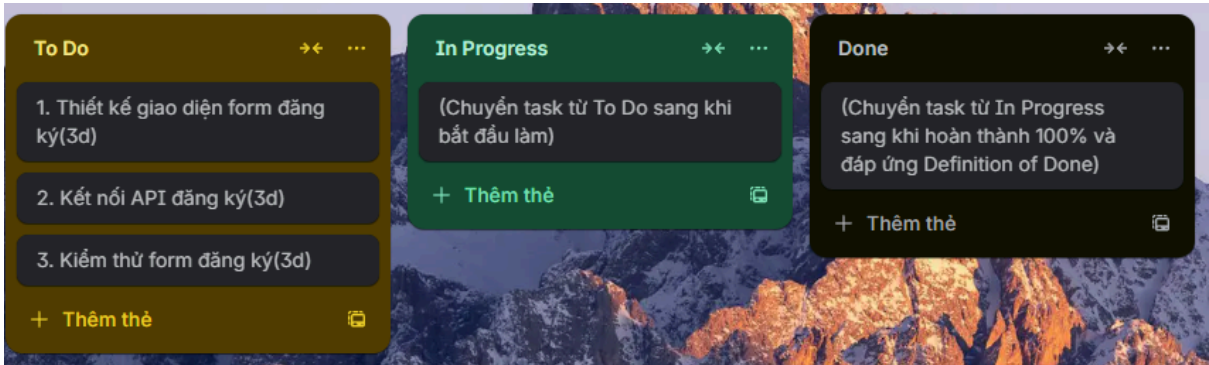 To Do
1. Thiết kế giao diện form đăng
ký(3d)
2. Kết nối API đăng ký(3d)
3. Kiểm thử form đăng ký(3d)
+ Thêm thẻ
In Progress
(Chuyển task từ To Do sang khi
bắt đầu làm)
+ Thêm thẻ
Done
(Chuyển task từ In Progress
sang khi hoàn thành 100% và
đáp ứng Definition of Done)
+ Thêm thẻ